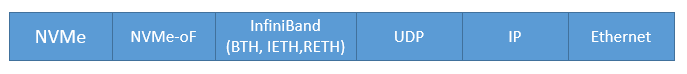 NVMe
NVMe-oF
InfiniBand
(BTH, IETH,RETH)
UDP
IP
Ethernet